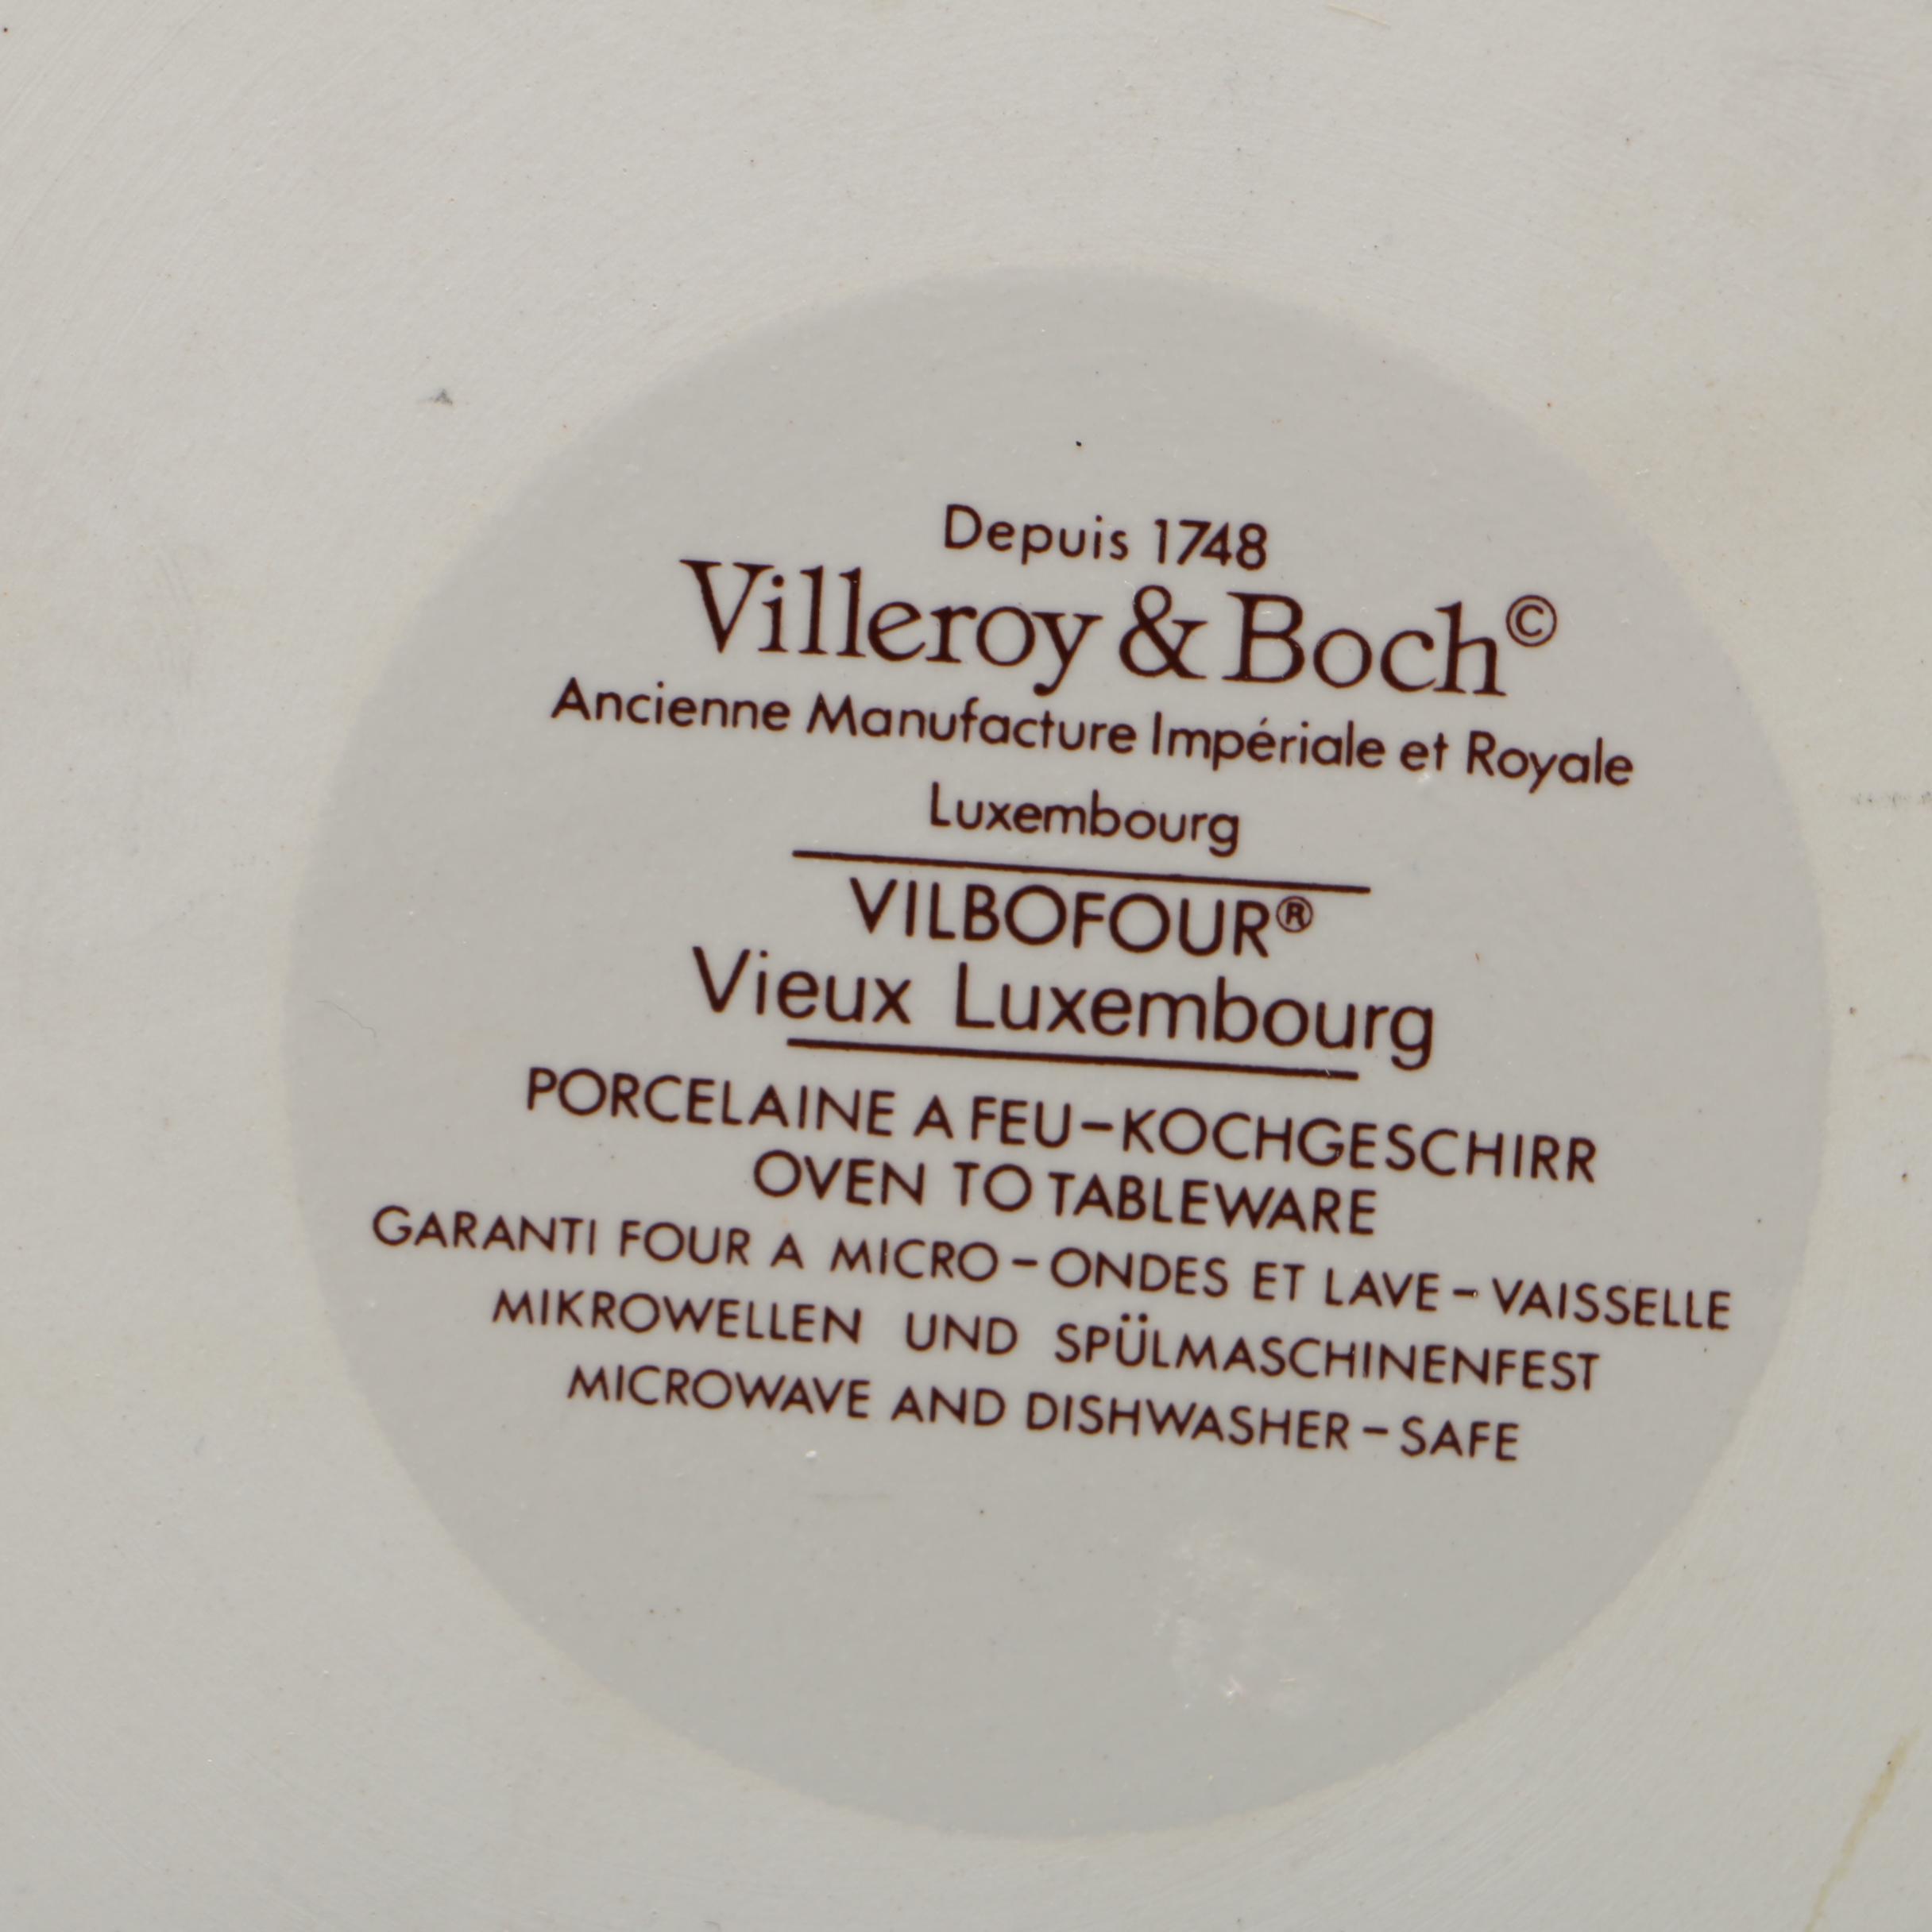 Depuis 1748
Villeroy & Boch©
Ancienne Manufacture Impériale et Royale
Luxembourg
VILBOFOUR®
Vieux Luxembourg
PORCELAINE A FEU–KOCHGESCHIRR
OVEN TO TABLEWARE
GARANTI FOUR A MICRO – ONDES ET LAVE – VAISSELLE
MIKROWELLEN UND SPÜLMASCHINENFEST
MICROWAVE AND DISHWASHER – SAFE